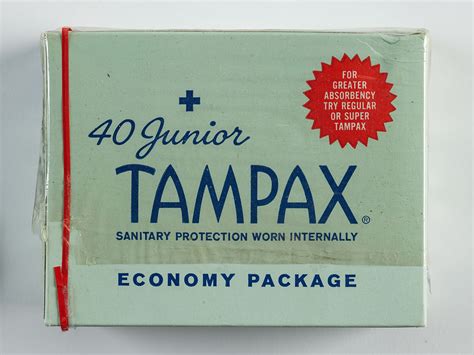 FOR
GREATER
ABSORBENCY
TRY REGULAR
OR SUPER
TAMPAX
40 Junior
TAMPAX®
SANITARY PROTECTION WORN INTERNALLY
ECONOMY PACKAGE